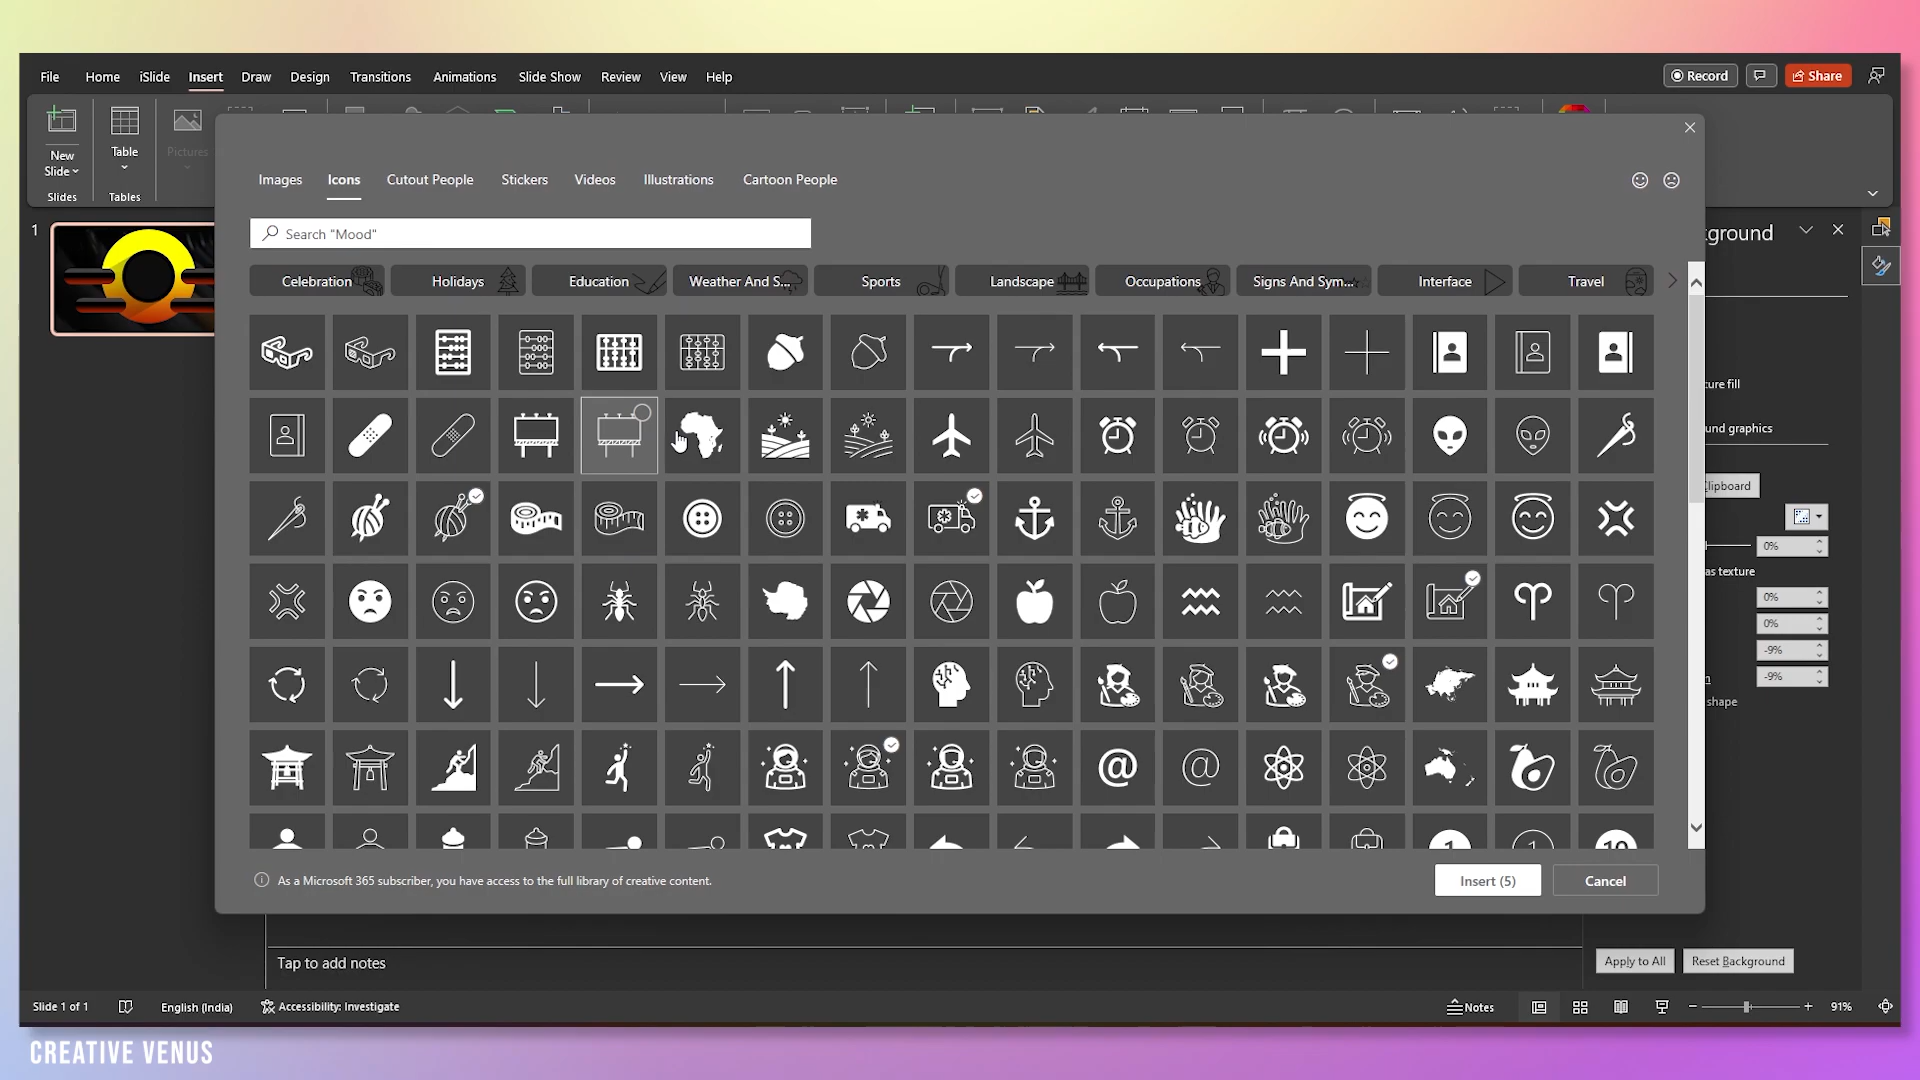 File Home iSlide Insert Draw Design Transitions Animations Slide Show Review View Help
Record Share
New
Slide
Slides
Table
Tables
Pictures
Images Icons Cutout People Stickers Videos Illustrations Cartoon People
Search "Mood"
Celebration Holidays Education Weather And S... Sports Landscape Occupations Signs And Sym... Interface Travel
1
ground
ure fill
und graphics
lipboard
0%
as texture
0%
0%
-9%
-9%
shape
@ @
1 1 10
As a Microsoft 365 subscriber, you have access to the full library of creative content.
Insert (5) Cancel
Tap to add notes
Apply to All Reset Background
Slide 1 of 1 English (India) Accessibility: Investigate Notes 91%
CREATIVE VENUS